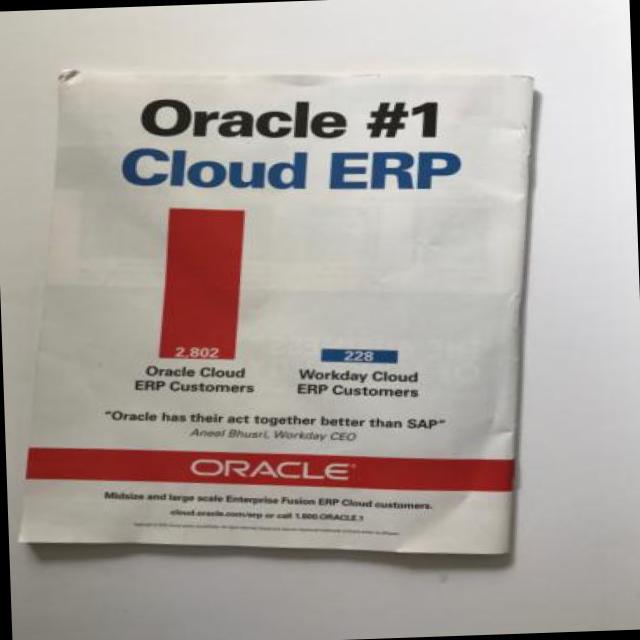 Oracle #1
Cloud ERP
2,802
228
Oracle Cloud
ERP Customers
Workday Cloud
ERP Customers
"Oracle has their act together better than SAP"
Aneel Bhusri, Workday CEO
ORACLE
Midsize and large scale Enterprise Fusion ERP Cloud customers.
cloud.oracle.com/erp or call 1.800.ORACLE.1